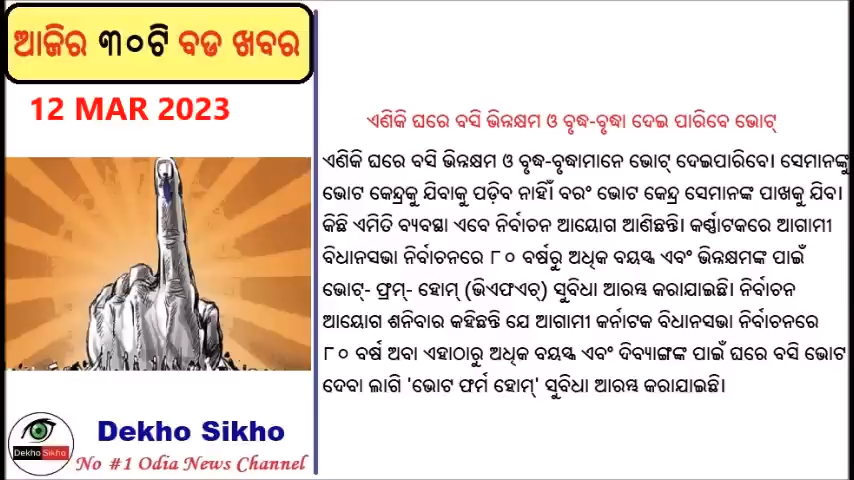 ଆଜିର ୩୦ଟି ବଡ ଖବର
12 MAR 2023
ଏଣିକି ଘରେ ବସି ଭିନ୍ନକ୍ଷମ ଓ ବୃଦ୍ଧ-ବୃଦ୍ଧା ଦେଇ ପାରିବେ ଭୋଟ୍
ଏଣିକି ଘରେ ବସି ଭିନ୍ନକ୍ଷମ ଓ ବୃଦ୍ଧ-ବୃଦ୍ଧାମାନେ ଭୋଟ୍ ଦେଇପାରିବେ। ସେମାନଙ୍କୁ
ଭୋଟ କେନ୍ଦ୍ରକୁ ଯିବାକୁ ପଡ଼ିବ ନାହିଁ। ବରଂ ଭୋଟ କେନ୍ଦ୍ର ସେମାନଙ୍କ ପାଖକୁ ଯିବ।
କିଛି ଏମିତି ବ୍ୟବସ୍ଥା ଏବେ ନିର୍ବାଚନ ଆୟୋଗ ଆଣିଛନ୍ତି। କର୍ଣ୍ଣାଟକରେ ଆଗାମୀ
ବିଧାନସଭା ନିର୍ବାଚନରେ ୮୦ ବର୍ଷରୁ ଅଧିକ ବୟସ୍କ ଏବଂ ଭିନ୍ନକ୍ଷମଙ୍କ ପାଇଁ
ଭୋଟ୍- ଫ୍ରମ୍- ହୋମ୍ (ଭିଏଫଏଚ୍) ସୁବିଧା ଆରମ୍ଭ କରାଯାଇଛି। ନିର୍ବାଚନ
ଆୟୋଗ ଶନିବାର କହିଛନ୍ତି ଯେ ଆଗାମୀ କର୍ନାଟକ ବିଧାନସଭା ନିର୍ବାଚନରେ
୮୦ ବର୍ଷ ଅବା ଏହାଠାରୁ ଅଧିକ ବୟସ୍କ ଏବଂ ଦିବ୍ୟାଙ୍ଗଙ୍କ ପାଇଁ ଘରେ ବସି ଭୋଟ
ଦେବା ଲାଗି 'ଭୋଟ ଫର୍ମ ହୋମ୍' ସୁବିଧା ଆରମ୍ଭ କରାଯାଇଛି।
Dekho Sikho
Dekho Sikho
No #1 Odia News Channel